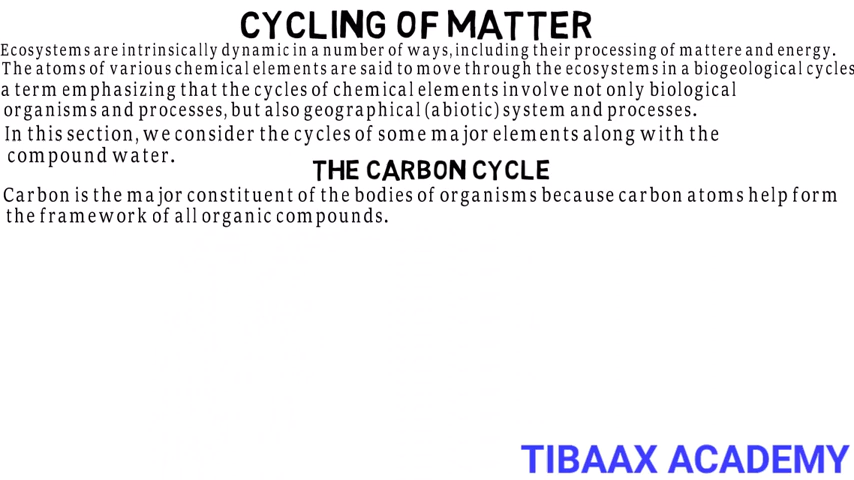 CYCLING OF MATTER
Ecosystems are intrinsically dynamic in a number of ways, including their processing of mattere and energy.
The atoms of various chemical elements are said to move through the ecosystems in a biogeological cycles
a term emphasizing that the cycles of chemical elements involve not only biological
organisms and processes, but also geographical (abiotic) system and processes.
In this section, we consider the cycles of some major elements along with the
compound water.
THE CARBON CYCLE
Carbon is the major constituent of the bodies of organisms because carbon atoms help form
the framework of all organic compounds.
TIBAAX ACADEMY